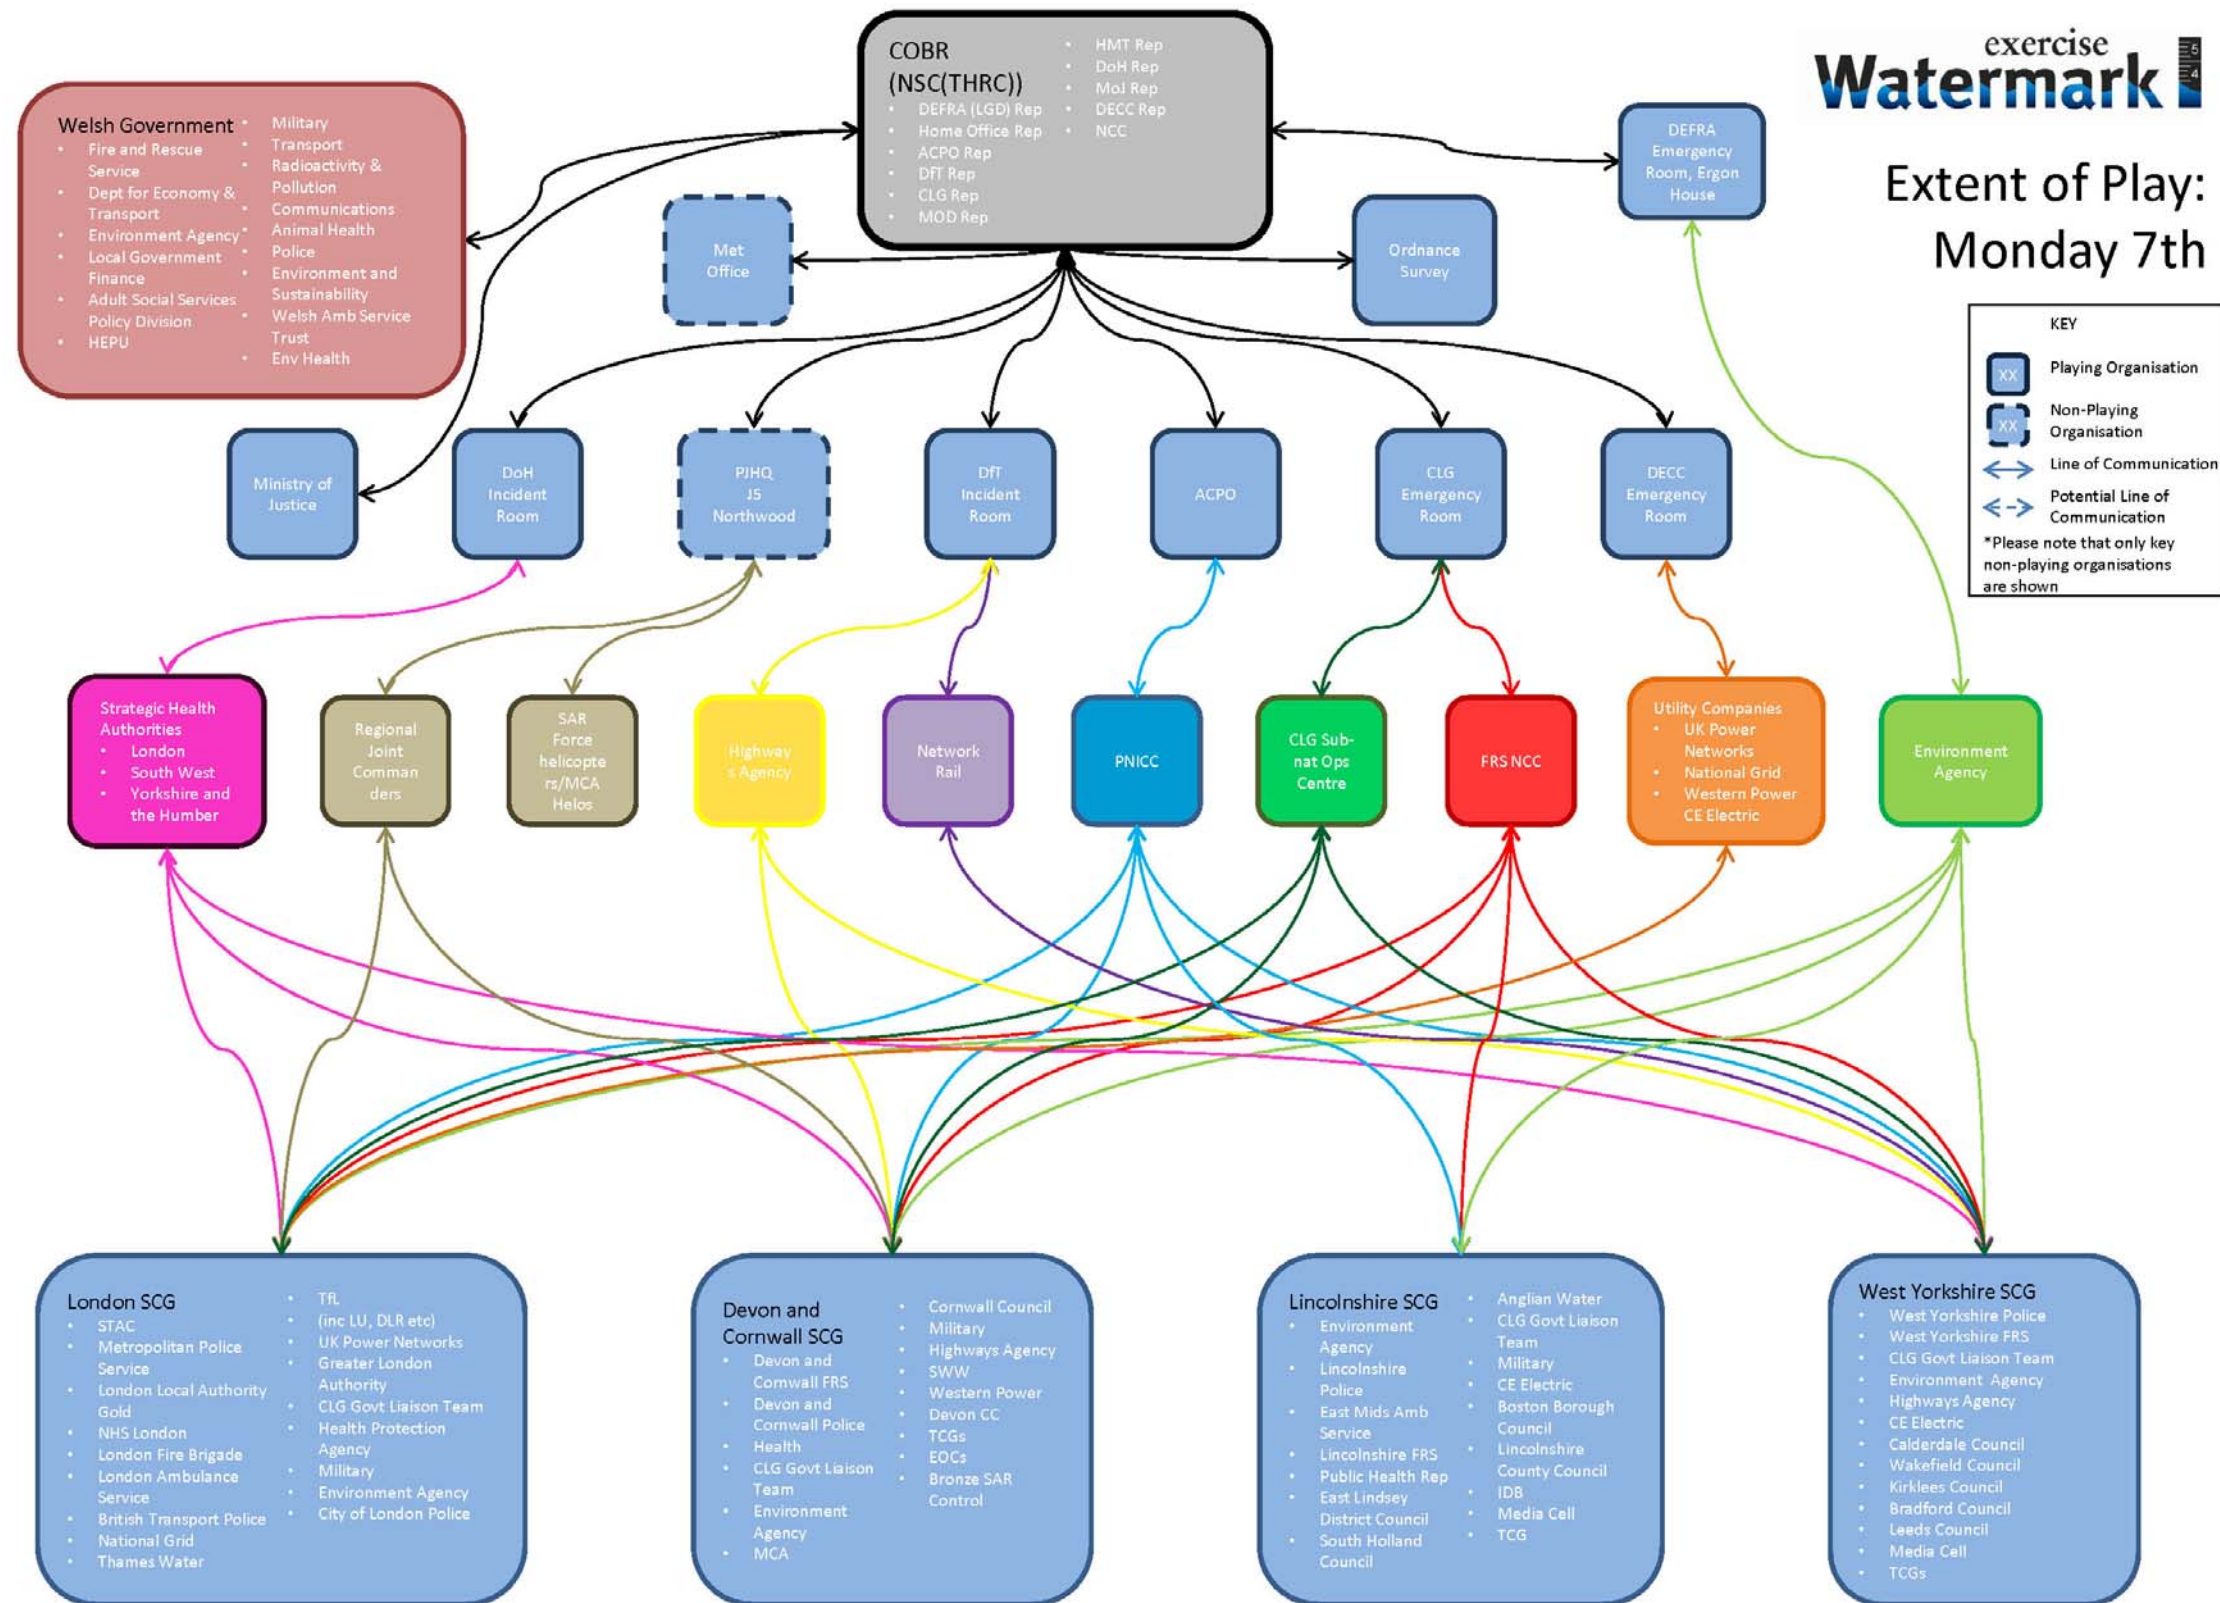 COBR
(NSC(THRC))
• DEFRA (LGD) Rep
• Home Office Rep
• ACPO Rep
• DfT Rep
• CLG Rep
• MOD Rep
• HMT Rep
• DoH Rep
• MoJ Rep
• DECC Rep
• NCC
exercise
Watermark
5
4
Extent of Play:
Monday 7th
Welsh Government
• Fire and Rescue
Service
• Dept for Economy &
Transport
• Environment Agency
• Local Government
Finance
• Adult Social Services
Policy Division
• HEPU
• Military
• Transport
• Radioactivity &
Pollution
• Communications
• Animal Health
• Police
• Environment and
Sustainability
• Welsh Amb Service
Trust
• Env Health
DEFRA
Emergency
Room, Ergon
House
Met
Office
Ordnance
Survey
KEY
XX
Playing Organisation
XX
Non-Playing
Organisation
Line of Communication
Potential Line of
Communication
*Please note that only key
non-playing organisations
are shown
Ministry of
Justice
DoH
Incident
Room
PJHQ
J5
Northwood
DfT
Incident
Room
ACPO
CLG
Emergency
Room
DECC
Emergency
Room
Strategic Health
Authorities
• London
• South West
• Yorkshire and
the Humber
Regional
Joint
Comman
ders
SAR
Force
helicopte
rs/MCA
Helos
Highway
s Agency
Network
Rail
PNICC
CLG Sub-
nat Ops
Centre
FRS NCC
Utility Companies
• UK Power
Networks
• National Grid
• Western Power
CE Electric
Environment
Agency
London SCG
• STAC
• Metropolitan Police
Service
• London Local Authority
Gold
• NHS London
• London Fire Brigade
• London Ambulance
Service
• British Transport Police
• National Grid
• Thames Water
• TfL
• (inc LU, DLR etc)
• UK Power Networks
• Greater London
Authority
• CLG Govt Liaison Team
• Health Protection
Agency
• Military
• Environment Agency
• City of London Police
Devon and
Cornwall SCG
• Devon and
Cornwall FRS
• Devon and
Cornwall Police
• Health
• CLG Govt Liaison
Team
• Environment
Agency
• MCA
• Cornwall Council
• Military
• Highways Agency
• SWW
• Western Power
• Devon CC
• TCGs
• EOCs
• Bronze SAR
Control
Lincolnshire SCG
• Environment
Agency
• Lincolnshire
Police
• East Mids Amb
Service
• Lincolnshire FRS
• Public Health Rep
• East Lindsey
District Council
• South Holland
Council
• Anglian Water
• CLG Govt Liaison
Team
• Military
• CE Electric
• Boston Borough
Council
• Lincolnshire
County Council
• IDB
• Media Cell
• TCG
West Yorkshire SCG
• West Yorkshire Police
• West Yorkshire FRS
• CLG Govt Liaison Team
• Environment Agency
• Highways Agency
• CE Electric
• Calderdale Council
• Wakefield Council
• Kirklees Council
• Bradford Council
• Leeds Council
• Media Cell
• TCGs